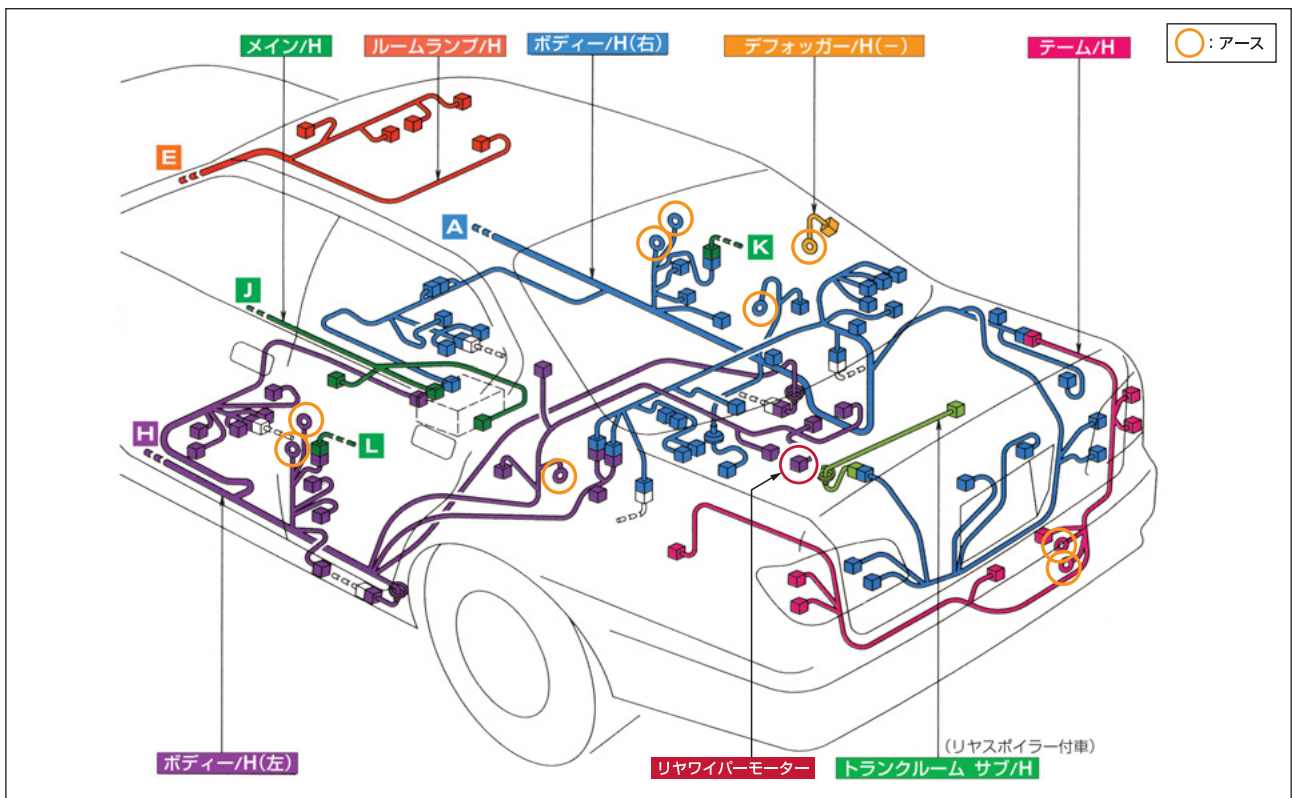 メイン/H
ルームランプ/H
ボディー/H(右)
デフォッガー/H(ー)
テーム/H
：アース
E
A
K
J
H
L
(リヤスポイラー付車)
ボディー/H(左)
リヤワイパーモーター
トランクルーム サブ/H